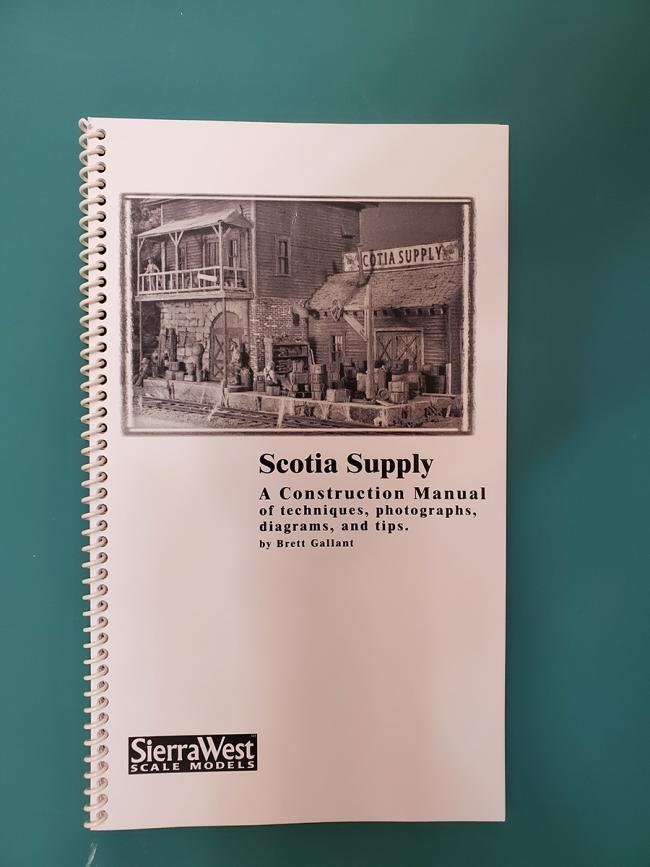 COTIA SUPPLY
Scotia Supply
A Construction Manual
of techniques, photographs,
diagrams, and tips.
by Brett Gallant
SierraWest
SCALE MODELS